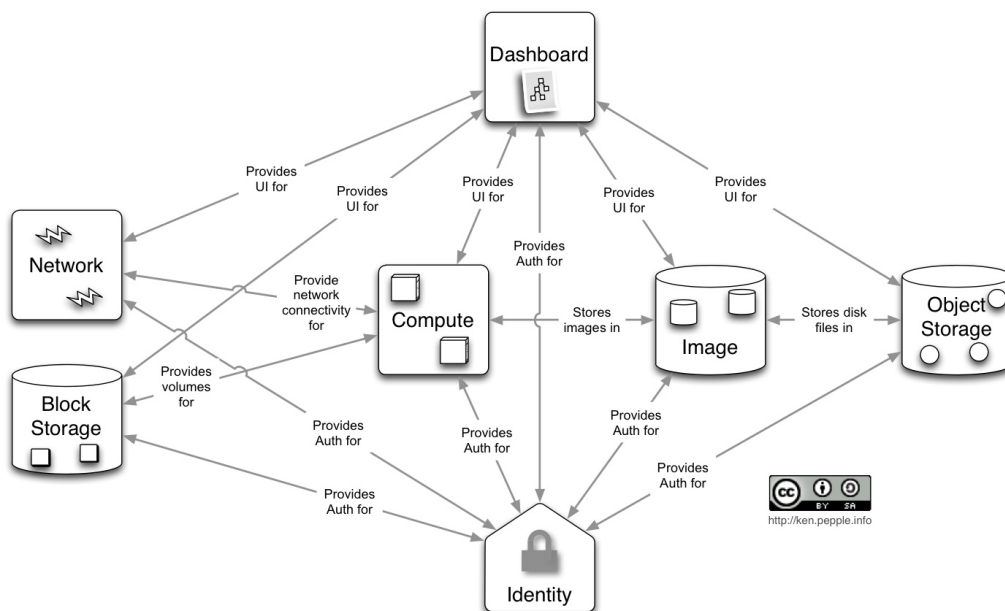 Dashboard
Provides
UI for
Provides
UI for
Provides
UI for
Provides
UI for
Provides
UI for
Network
Provides
Auth for
Provide
network
connectivity
for
Compute
Stores
images in
Image
Stores disk
files in
Object
Storage
Provides
volumes
for
Block
Storage
Provides
Auth for
Provides
Auth for
Provides
Auth for
Provides
Auth for
Provides
Auth for
cc
BY SA
http://ken.pepple.info
Identity